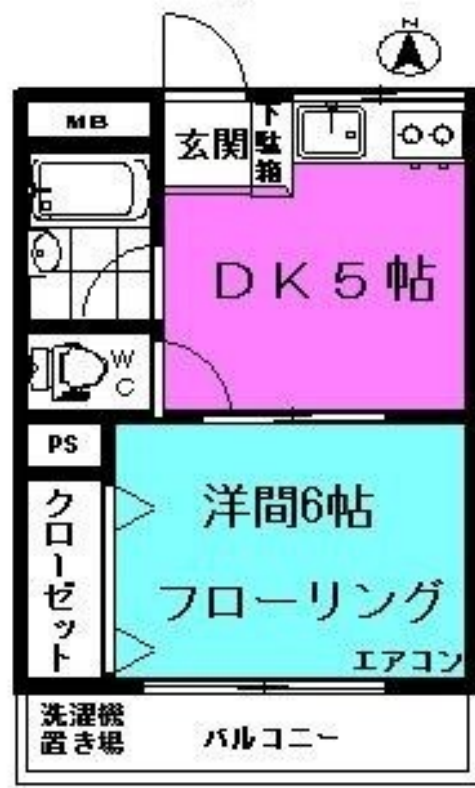 N
MB
玄関
下駄箱
DK5帖
WC
PS
洋間6帖
フローリング
クローゼット
エアコン
洗濯機
置き場
バルコニー